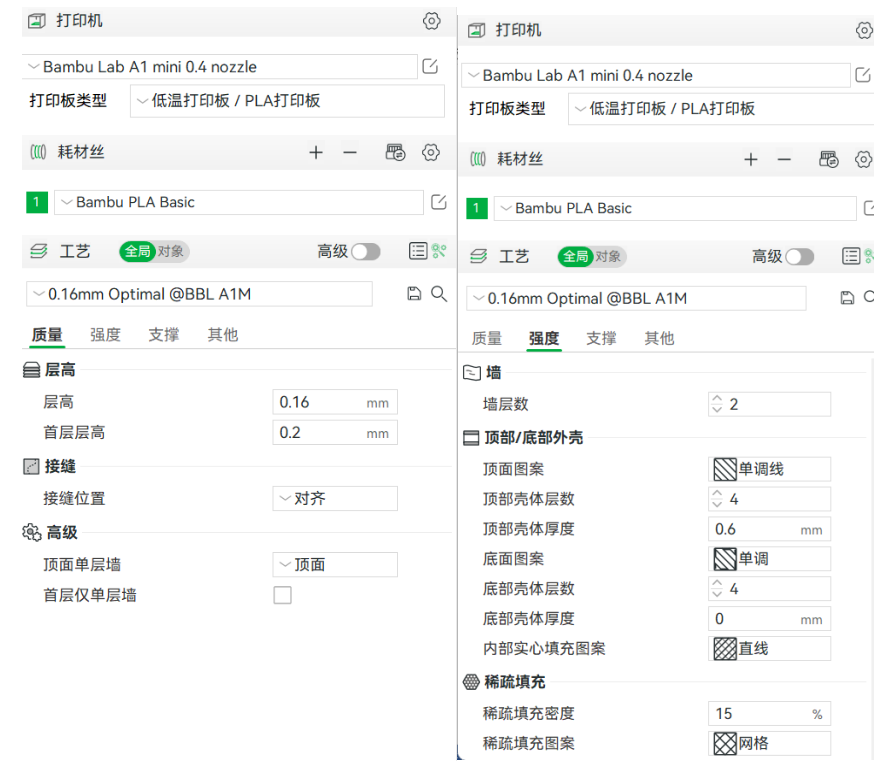 打印机
Bambu Lab A1 mini 0.4 nozzle
打印板类型 低温打印板 / PLA打印板
耗材丝
1 Bambu PLA Basic
工艺 全局 对象 高级
0.16mm Optimal @BBL A1M
质量 强度 支撑 其他
层高
层高 0.16 mm
首层层高 0.2 mm
接缝
接缝位置 对齐
高级
顶面单层墙 顶面
首层仅单层墙
打印机
Bambu Lab A1 mini 0.4 nozzle
打印板类型 低温打印板 / PLA打印板
耗材丝
1 Bambu PLA Basic
工艺 全局 对象 高级
0.16mm Optimal @BBL A1M
质量 强度 支撑 其他
墙
墙层数 2
顶部/底部外壳
顶面图案 单调线
顶部壳体层数 4
顶部壳体厚度 0.6 mm
底面图案 单调
底部壳体层数 4
底部壳体厚度 0 mm
内部实心填充图案 直线
稀疏填充
稀疏填充密度 15 %
稀疏填充图案 网格